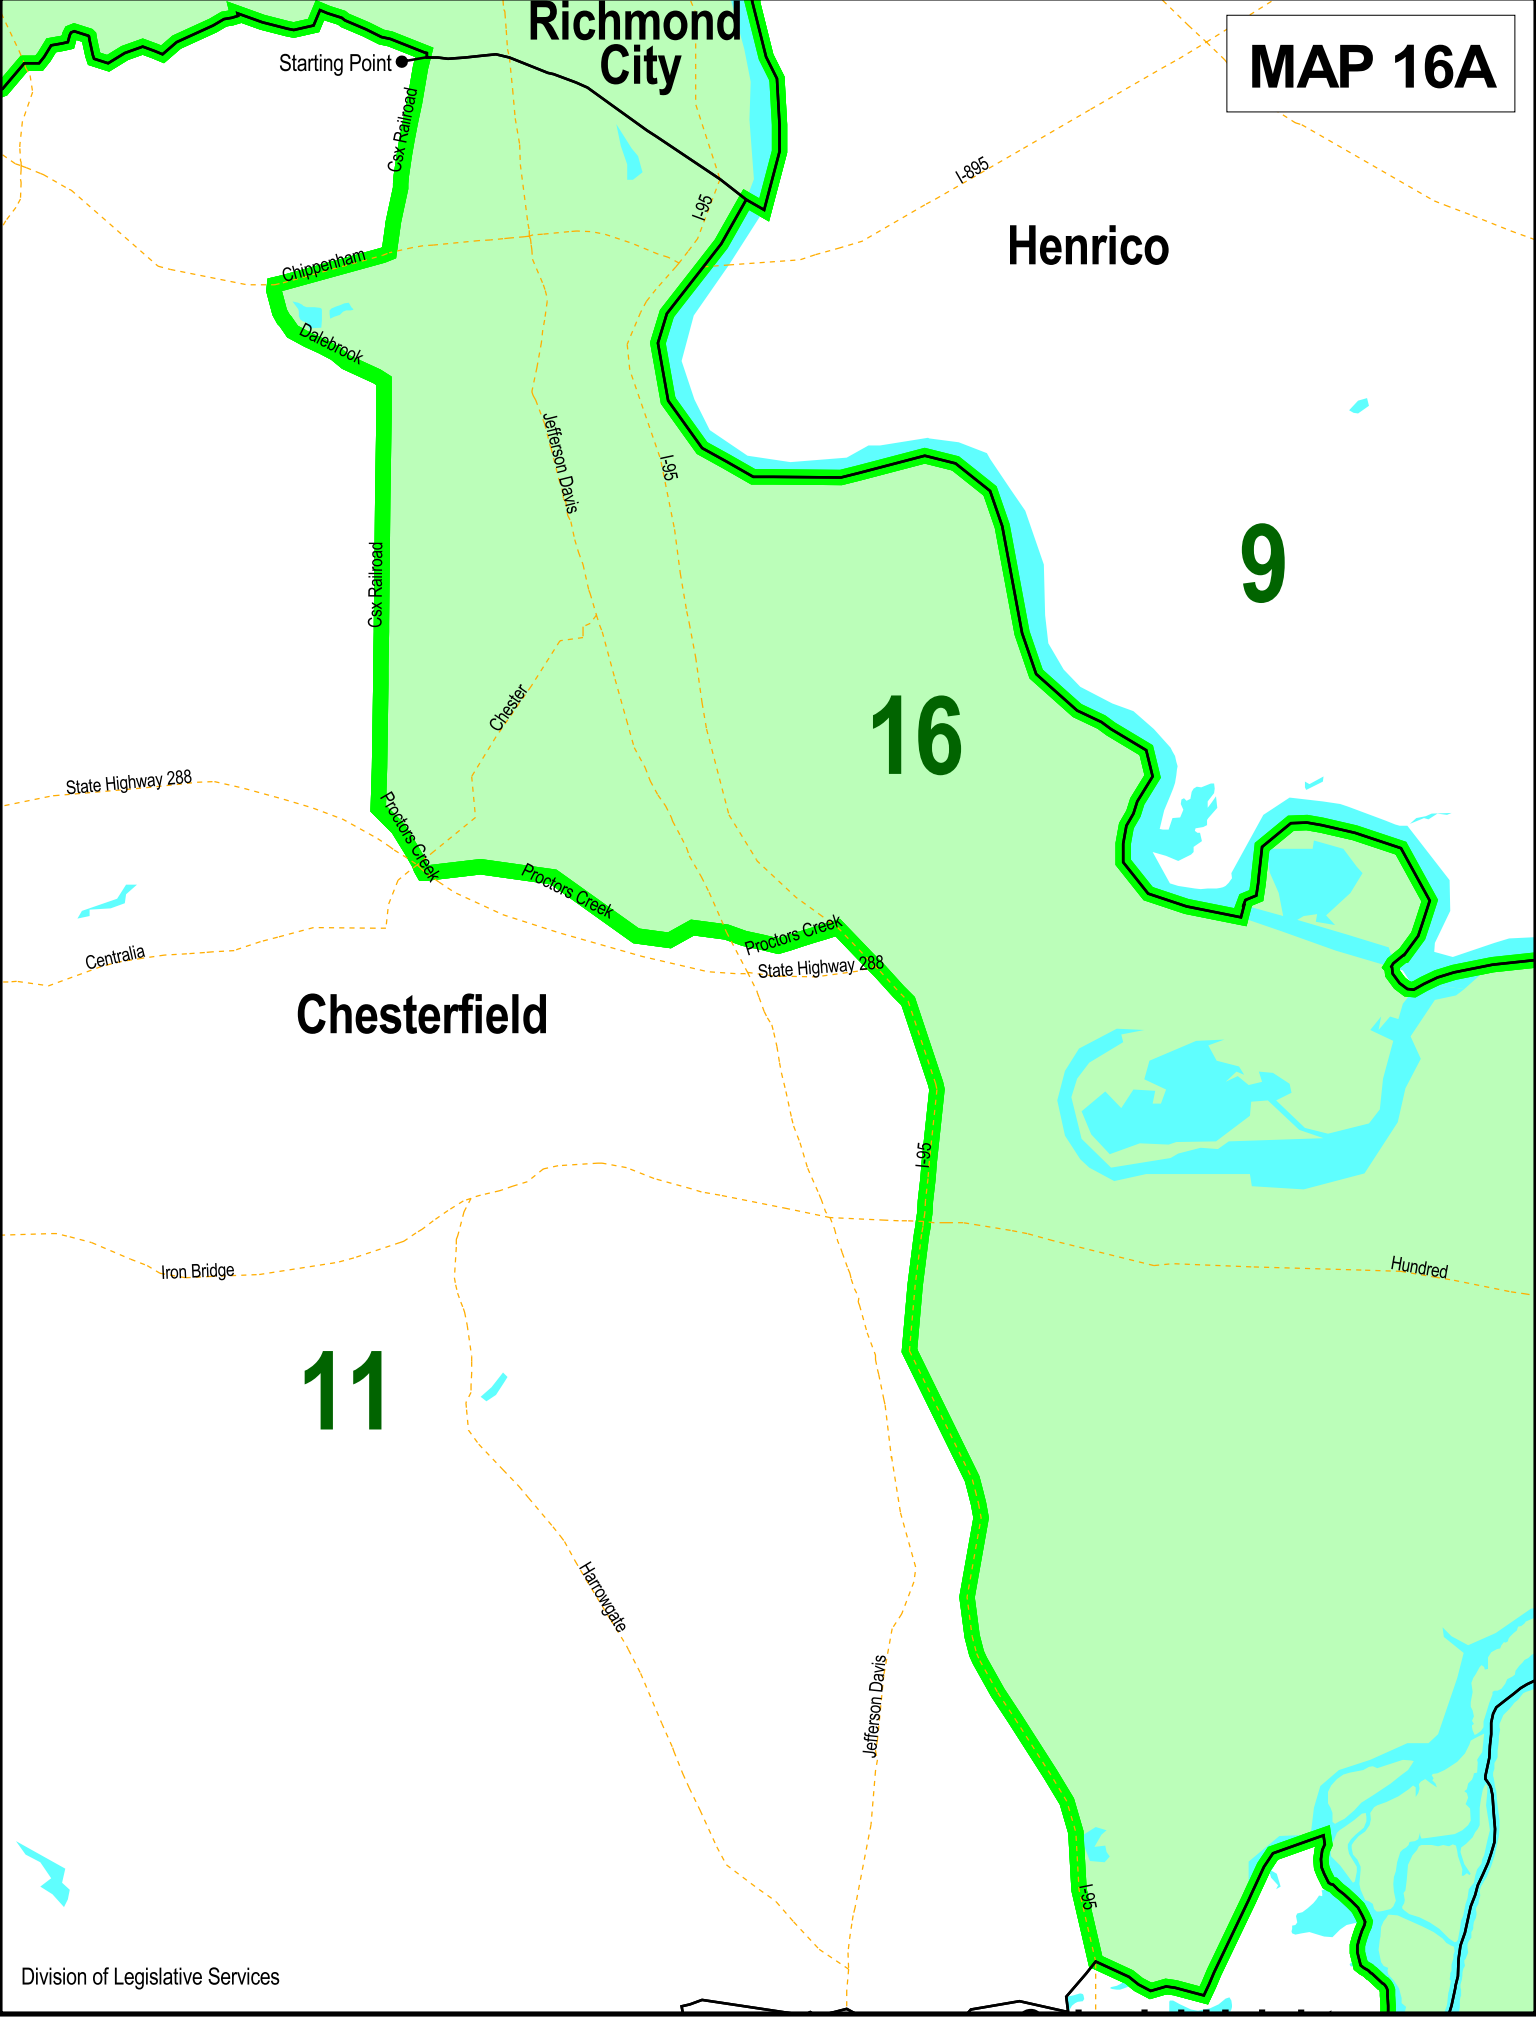 Richmond
City
MAP 16A
Starting Point
Csx Railroad
I-895
I-95
Henrico
Chippenham
Dalebrook
Jefferson Davis
I-95
9
Csx Railroad
Chester
16
State Highway 288
Proctors Creek
Proctors Creek
Proctors Creek
Centralia
State Highway 288
Chesterfield
I-95
Iron Bridge
Hundred
11
Harrowgate
Jefferson Davis
I-95
Division of Legislative Services